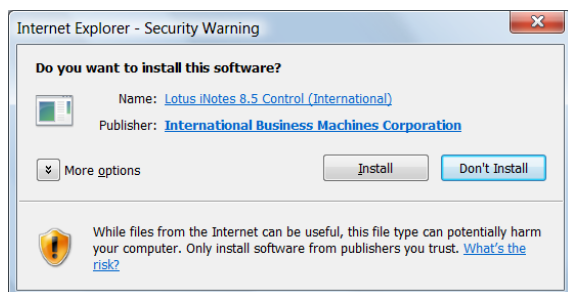 Internet Explorer - Security Warning
Do you want to install this software?
Name: Lotus iNotes 8.5 Control (International)
Publisher: International Business Machines Corporation
More options
Install
Don't Install
While files from the Internet can be useful, this file type can potentially harm
your computer. Only install software from publishers you trust. What's the
risk?